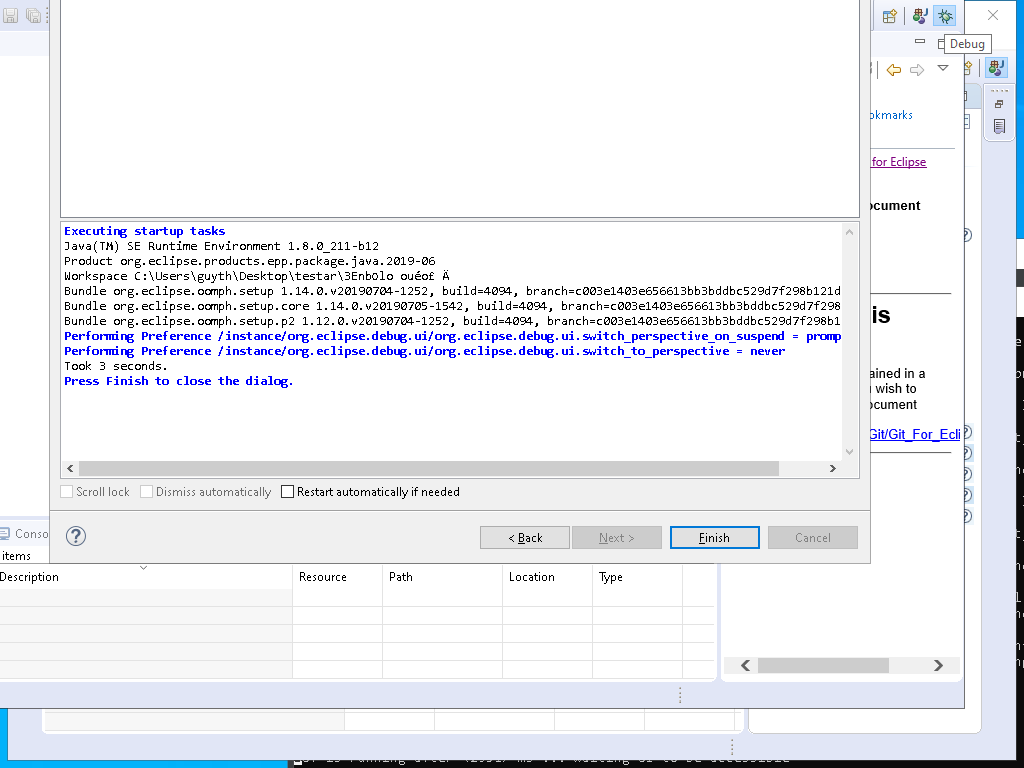 Debug
okmarks
for Eclipse
ocument
Executing startup tasks
Java(TM) SE Runtime Environment 1.8.0_211-b12
Product org.eclipse.products.epp.package.java.2019-06
Workspace C:\Users\guyth\Desktop\testar\3EnbOlo ouéo£ Ä
Bundle org.eclipse.oomph.setup 1.14.0.v20190704-1252, build=4094, branch=c003e1403e656613bb3bddbc529d7f298b121d
Bundle org.eclipse.oomph.setup.core 1.14.0.v20190705-1542, build=4094, branch=c003e1403e656613bb3bddbc529d7f298
Bundle org.eclipse.oomph.setup.p2 1.12.0.v20190704-1252, build=4094, branch=c003e1403e656613bb3bddbc529d7f298b1
Performing Preference /instance/org.eclipse.debug.ui/org.eclipse.debug.ui.switch_perspective_on_suspend = promp
Performing Preference /instance/org.eclipse.debug.ui/org.eclipse.debug.ui.switch_to_perspective = never
Took 3 seconds.
Press Finish to close the dialog.
is
ained in a
wish to
ocument
Git/Git_For_Ecli
Scroll lock Dismiss automatically Restart automatically if needed
< Back Next > Finish Cancel
Conso
items
Description Resource Path Location Type